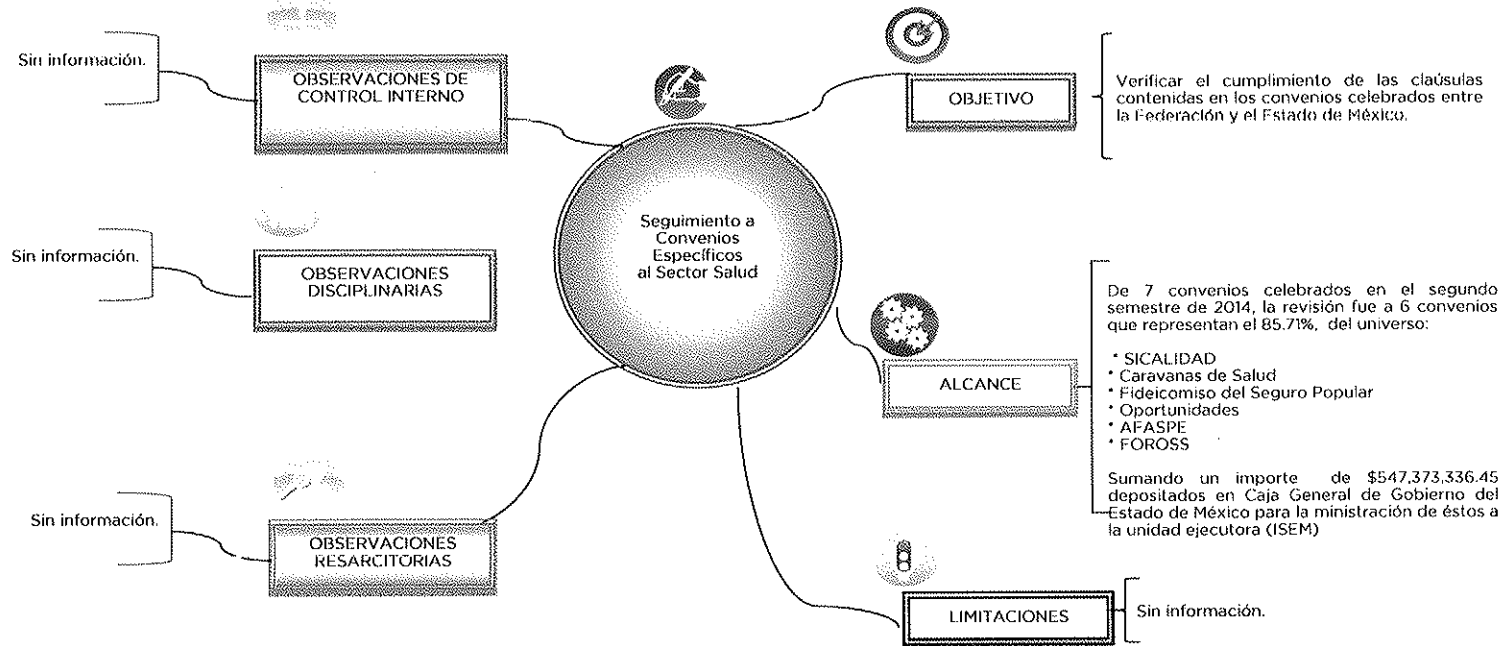 Sin información.
OBSERVACIONES DE
CONTROL INTERNO
Sin información.
OBSERVACIONES
DISCIPLINARIAS
Sin información.
OBSERVACIONES
RESARCITORIAS
Seguimiento a
Convenios
Específicos
al Sector Salud
OBJETIVO
Verificar el cumplimiento de las claúsulas
contenidas en los convenios celebrados entre
la Federación y el Estado de México.
ALCANCE
De 7 convenios celebrados en el segundo
semestre de 2014, la revisión fue a 6 convenios
que representan el 85.71%, del universo:
* SICALIDAD
* Caravanas de Salud
* Fideicomiso del Seguro Popular
* Oportunidades
* AFASPE
* FOROSS
Sumando un importe de $547,373,336.45
depositados en Caja General de Gobierno del
Estado de México para la ministración de éstos a
la unidad ejecutora (ISEM)
LIMITACIONES
Sin información.